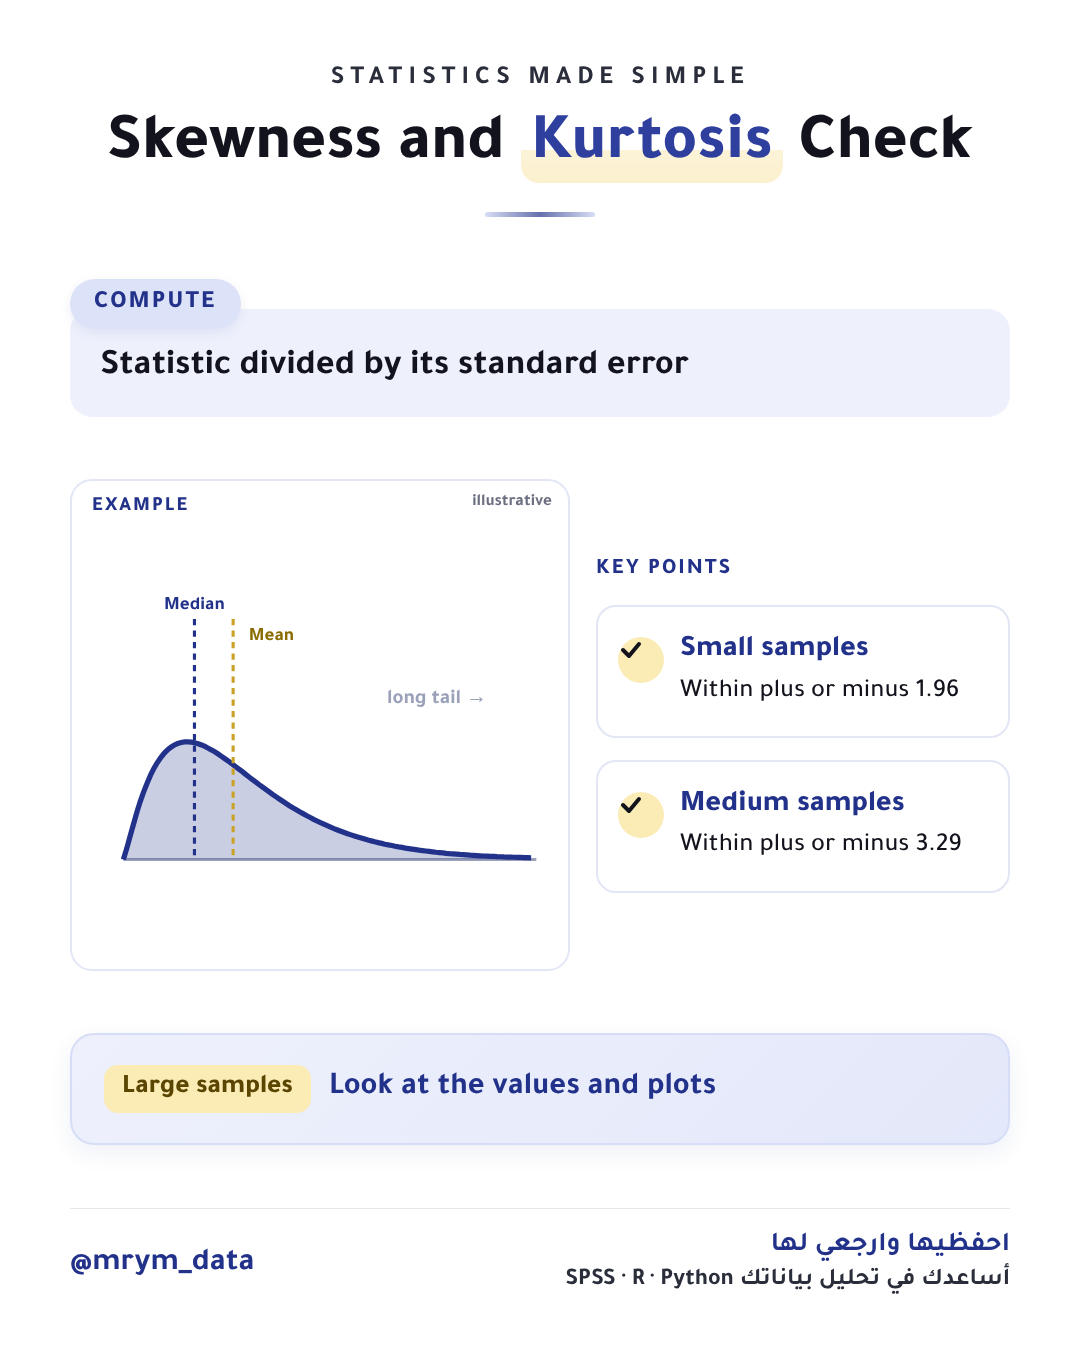 STATISTICS MADE SIMPLE
Skewness and Kurtosis Check
COMPUTE
Statistic divided by its standard error
EXAMPLE
illustrative
Median
Mean
long tail →
KEY POINTS
Small samples
Within plus or minus 1.96
Medium samples
Within plus or minus 3.29
Large samples Look at the values and plots
@mrym_data
احفظيها وارجعي لها
أساعدك في تحليل بياناتك SPSS · R · Python